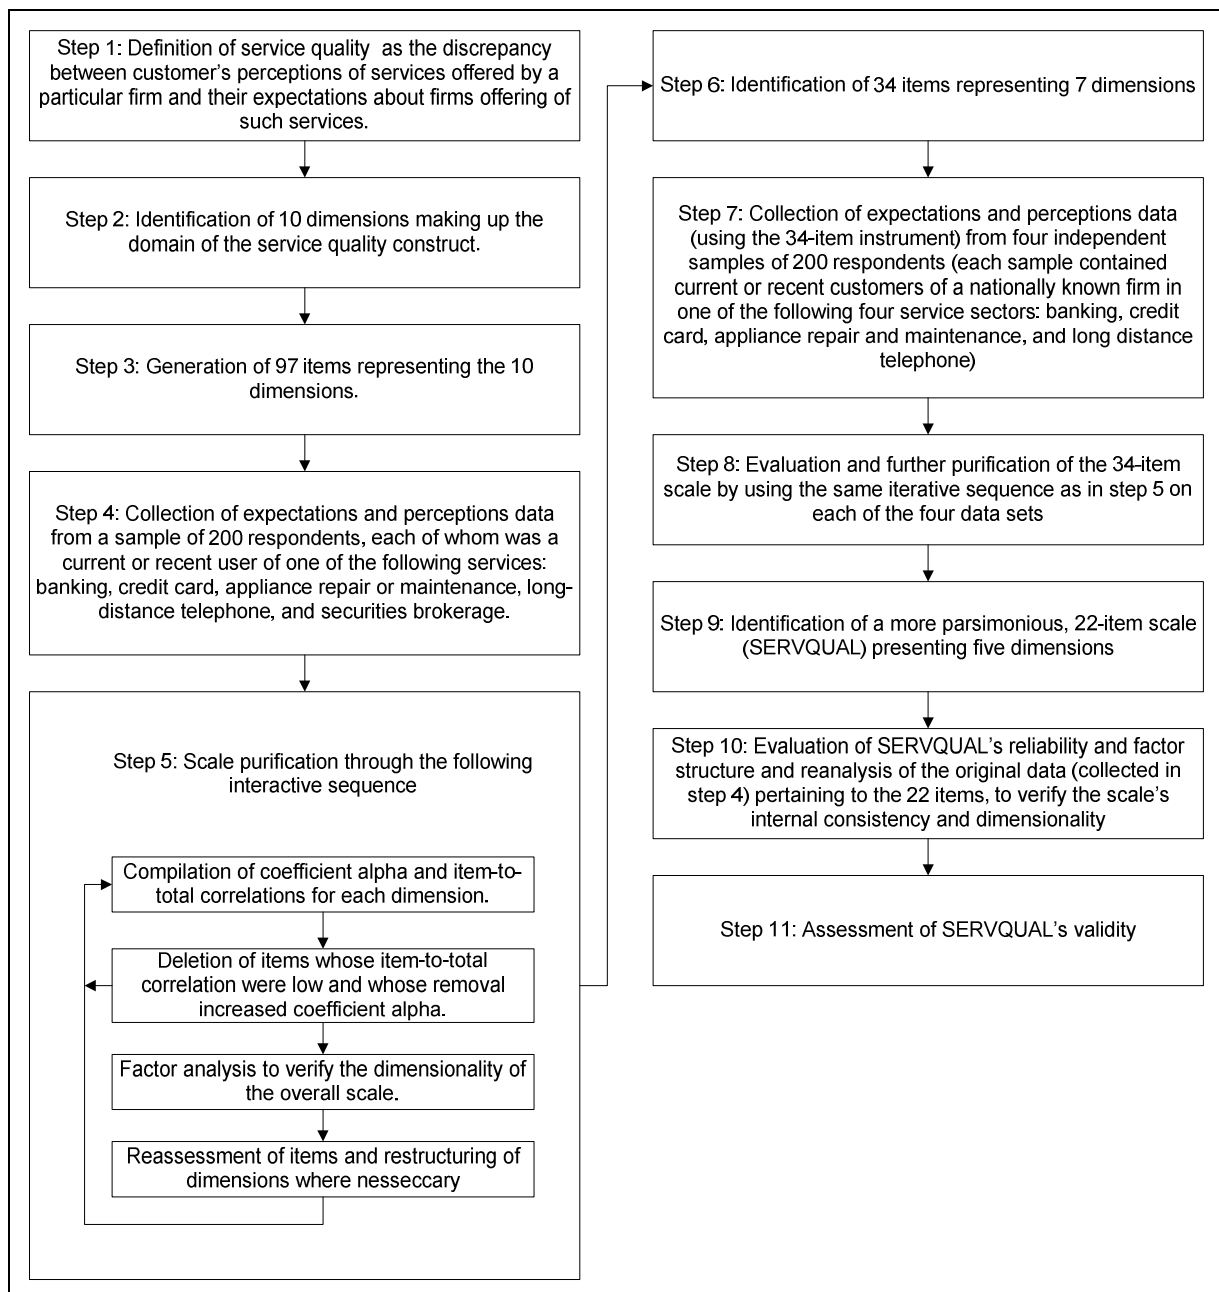 Step 1: Definition of service quality as the discrepancy
between customer's perceptions of services offered by a
particular firm and their expectations about firms offering of
such services.
Step 2: Identification of 10 dimensions making up the
domain of the service quality construct.
Step 3: Generation of 97 items representing the 10
dimensions.
Step 4: Collection of expectations and perceptions data
from a sample of 200 respondents, each of whom was a
current or recent user of one of the following services:
banking, credit card, appliance repair or maintenance, long-
distance telephone, and securities brokerage.
Step 5: Scale purification through the following
interactive sequence
Compilation of coefficient alpha and item-to-
total correlations for each dimension.
Deletion of items whose item-to-total
correlation were low and whose removal
increased coefficient alpha.
Factor analysis to verify the dimensionality of
the overall scale.
Reassessment of items and restructuring of
dimensions where nesseccary
Step 6: Identification of 34 items representing 7 dimensions
Step 7: Collection of expectations and perceptions data
(using the 34-item instrument) from four independent
samples of 200 respondents (each sample contained
current or recent customers of a nationally known firm in
one of the following four service sectors: banking, credit
card, appliance repair and maintenance, and long distance
telephone)
Step 8: Evaluation and further purification of the 34-item
scale by using the same iterative sequence as in step 5 on
each of the four data sets
Step 9: Identification of a more parsimonious, 22-item scale
(SERVQUAL) presenting five dimensions
Step 10: Evaluation of SERVQUAL's reliability and factor
structure and reanalysis of the original data (collected in
step 4) pertaining to the 22 items, to verify the scale's
internal consistency and dimensionality
Step 11: Assessment of SERVQUAL's validity